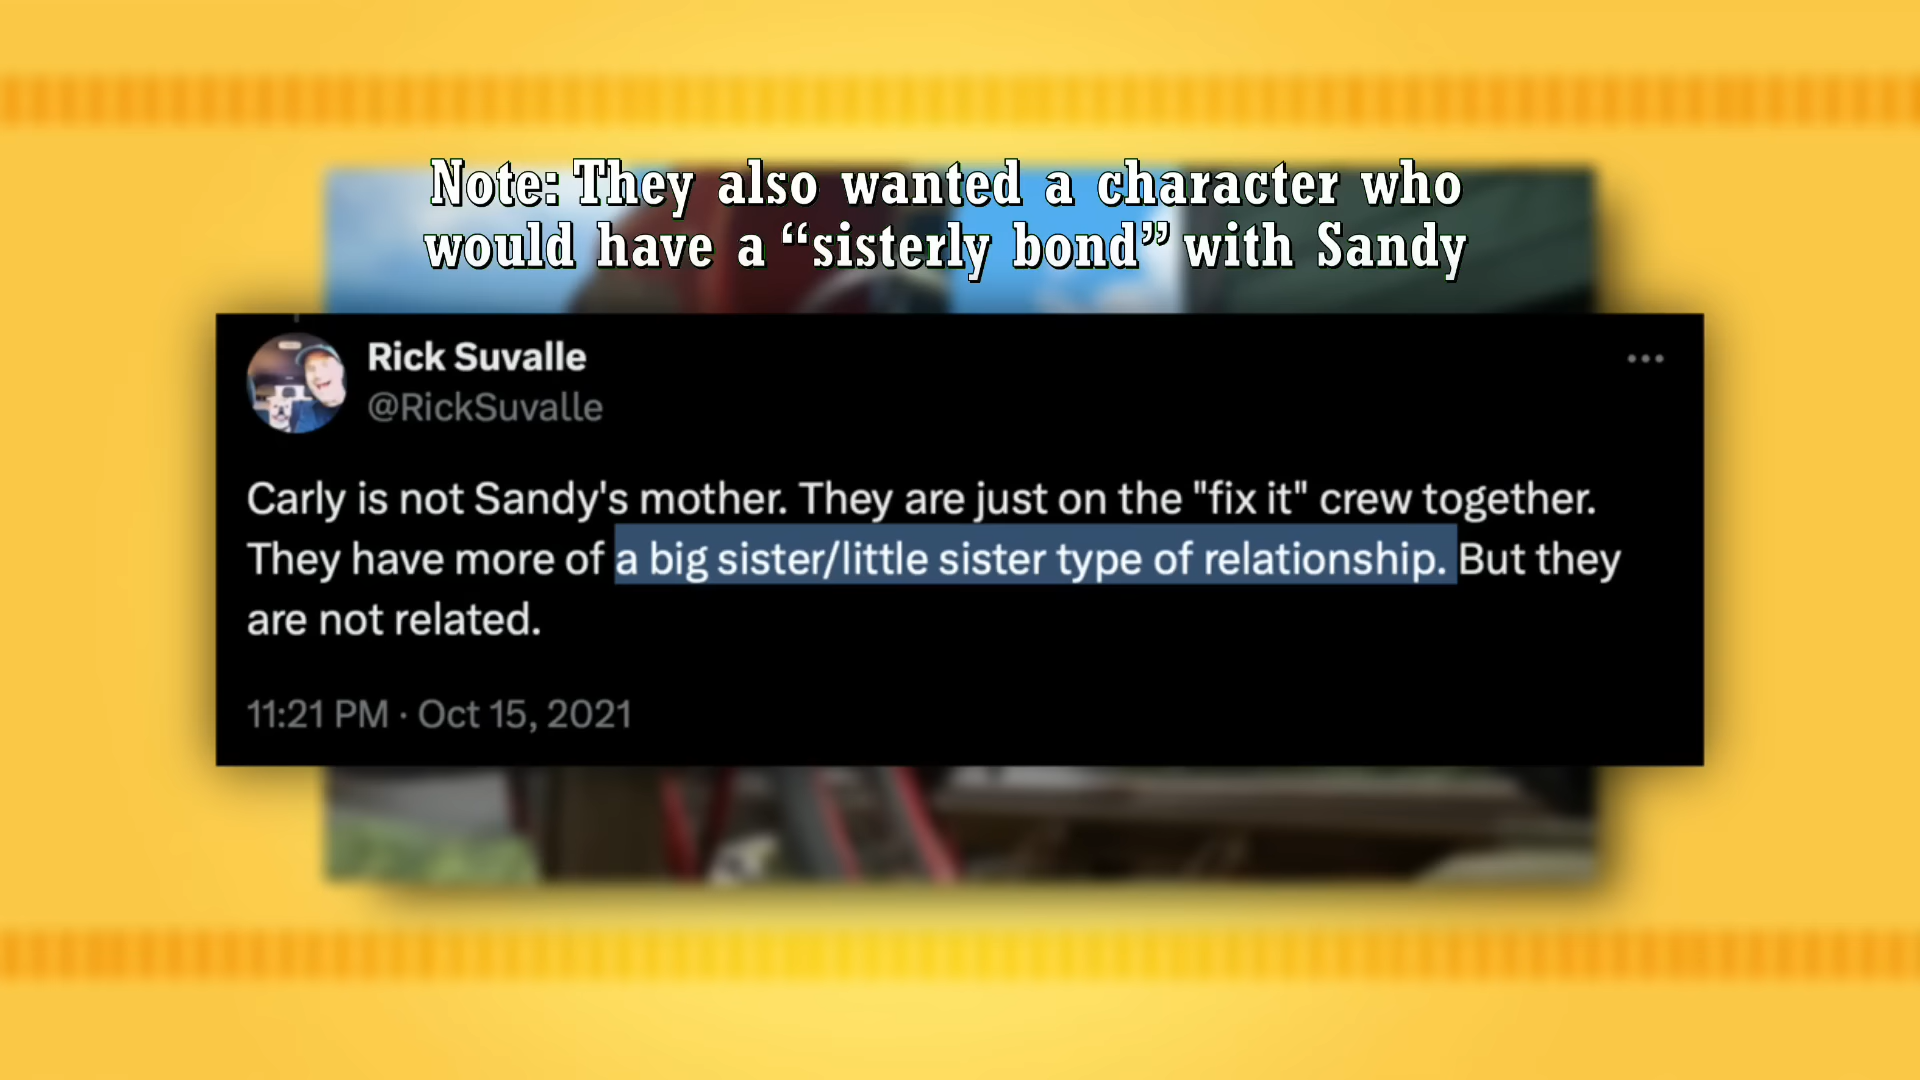 Note: They also wanted a character who
would have a “sisterly bond” with Sandy
Rick Suvalle
@RickSuvalle
Carly is not Sandy's mother. They are just on the "fix it" crew together.
They have more of a big sister/little sister type of relationship. But they
are not related.
11:21 PM · Oct 15, 2021